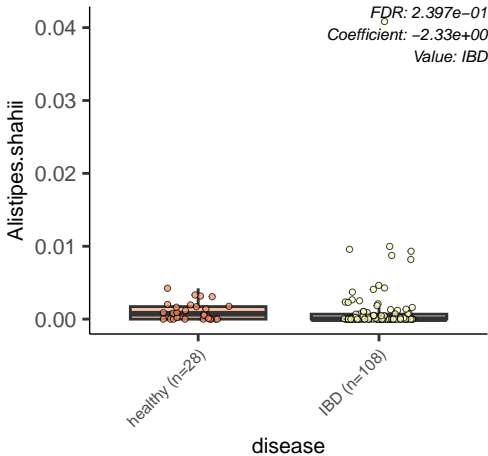 FDR: 2.397e−01
Coefficient: −2.33e+00
Value: IBD
0.04
0.03
0.02
0.01
0.00
Alistipes.shahii
healthy (n=28)
IBD (n=108)
disease